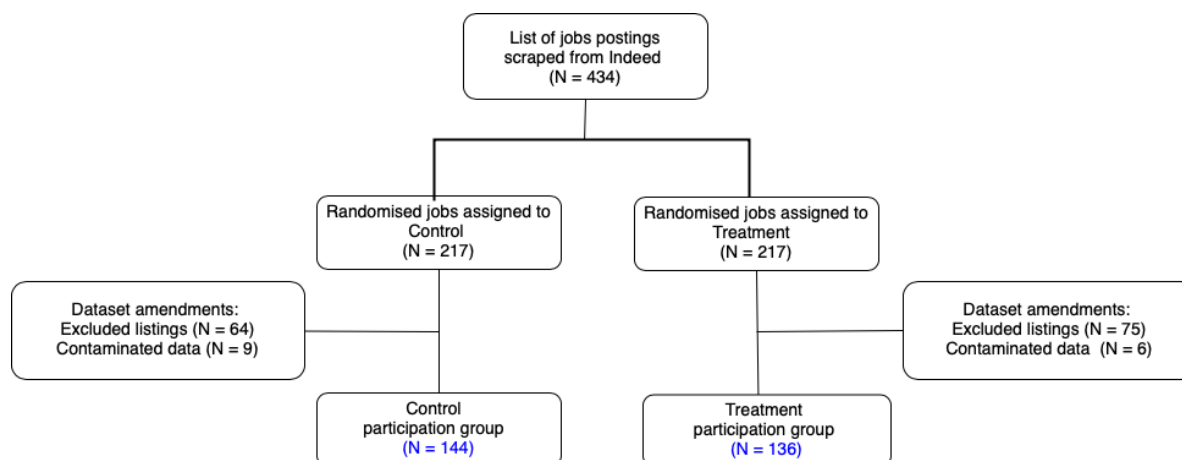 List of jobs postings
scraped from Indeed
(N = 434)
Randomised jobs assigned to
Control
(N = 217)
Randomised jobs assigned to
Treatment
(N = 217)
Dataset amendments:
Excluded listings (N = 64)
Contaminated data (N = 9)
Dataset amendments:
Excluded listings (N = 75)
Contaminated data (N = 6)
Control
participation group
(N = 144)
Treatment
participation group
(N = 136)